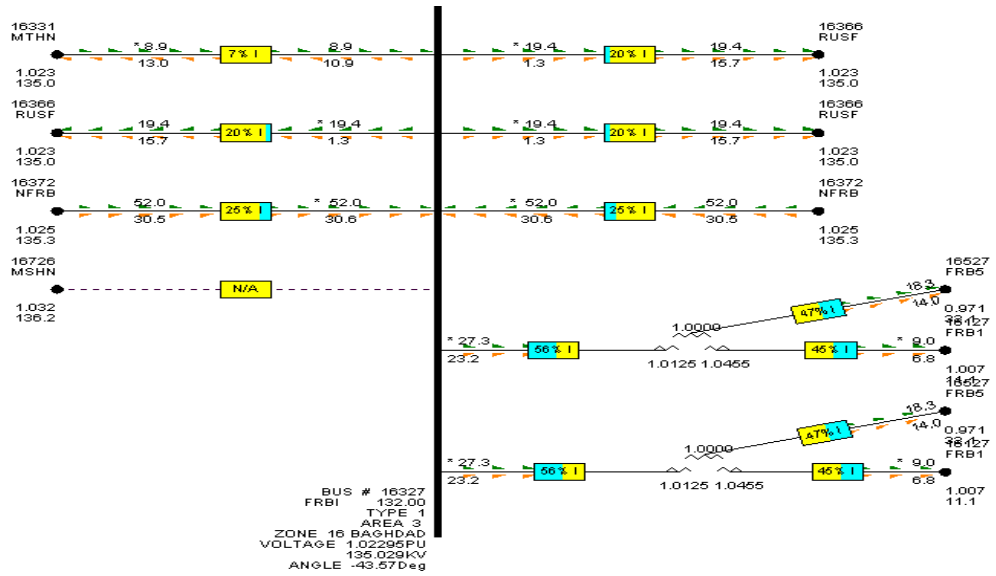 16331
MTHN
* 8.9
7% I
8.9
13.0
10.9
1.023
135.0
* 19.4
20% I
19.4
1.3
15.7
16366
RUSF
1.023
135.0
16366
RUSF
19.4
20% I
* 19.4
15.7
1.3
1.023
135.0
* 19.4
20% I
19.4
1.3
15.7
16366
RUSF
1.023
135.0
16372
NFRB
52.0
25% I
* 52.0
30.5
30.6
1.025
135.3
* 52.0
25% I
52.0
30.6
30.5
16372
NFRB
1.025
135.3
16726
MSHN
N/A
1.032
136.2
16527
FRB5
18.3
47% I
14.0
0.971
1.0000
16127
FRB1
* 27.3
56% I
45% I
* 9.0
23.2
1.0125 1.0455
6.8
1.007
16527
FRB5
18.3
47% I
14.0
0.971
1.0000
16127
FRB1
* 27.3
56% I
45% I
* 9.0
23.2
1.0125 1.0455
6.8
1.007
11.1
BUS # 16327
FRBI 132.00
TYPE 1
AREA 3
ZONE 16 BAGHDAD
VOLTAGE 1.02295PU
135.029KV
ANGLE -43.57Deg